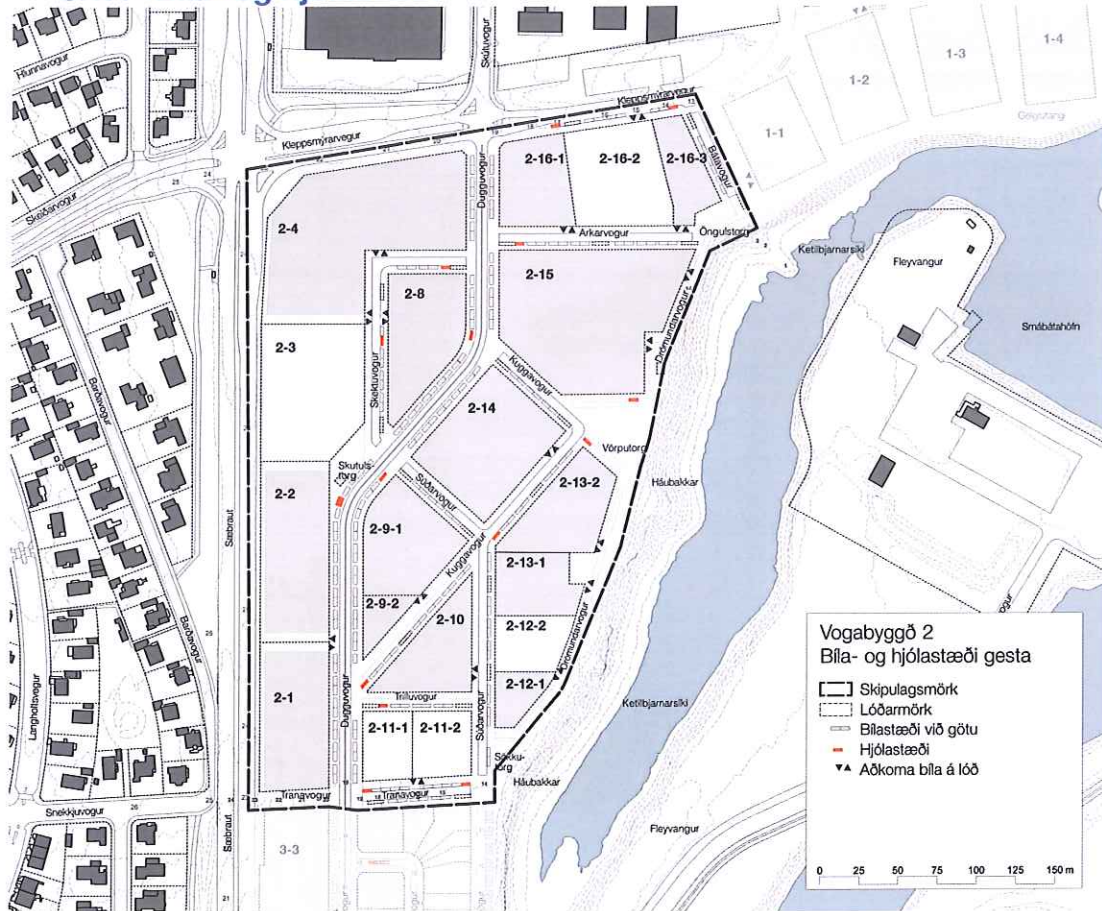 Skútuvogur
Hlunnavogur
Kleppsmýrarvegur
Kleppsmýrarvegur
Skeiðarvogur
Dugguvogur
Bátavogur
Arkarvogur
Öngulstorg
Ketilbjarnarsíki
Fleyvangur
Smábátahöfn
Gelgjutangi
1-1
1-2
1-3
1-4
2-16-1
2-16-2
2-16-3
2-4
2-8
2-15
2-3
Skektuvogur
Drómundarvogur
Kuggavogur
2-14
Barðavogur
Vörputorg
Skutuls-
torg
Súðarvogur
2-13-2
Háubakkar
2-2
2-9-1
Kuggavogur
2-13-1
Sæbraut
2-9-2
2-10
2-12-2
Drómundarvogur
2-12-1
Barðavogur
Langholtsvegur
2-1
Dugguvogur
Trilluvogur
Súðarvogur
2-11-1
2-11-2
Ketilbjarnarsíki
Sökku-
torg
Háubakkar
Tranavogur
Tranavogur
Snekkjuvogur
Sæbraut
Fleyvangur
3-3
Vogabyggð 2
Bíla- og hjólastæði gesta
Skipulagsmörk
Lóðarmörk
Bílastæði við götu
Hjólastæði
Aðkoma bíla á lóð
0 25 50 75 100 125 150 m